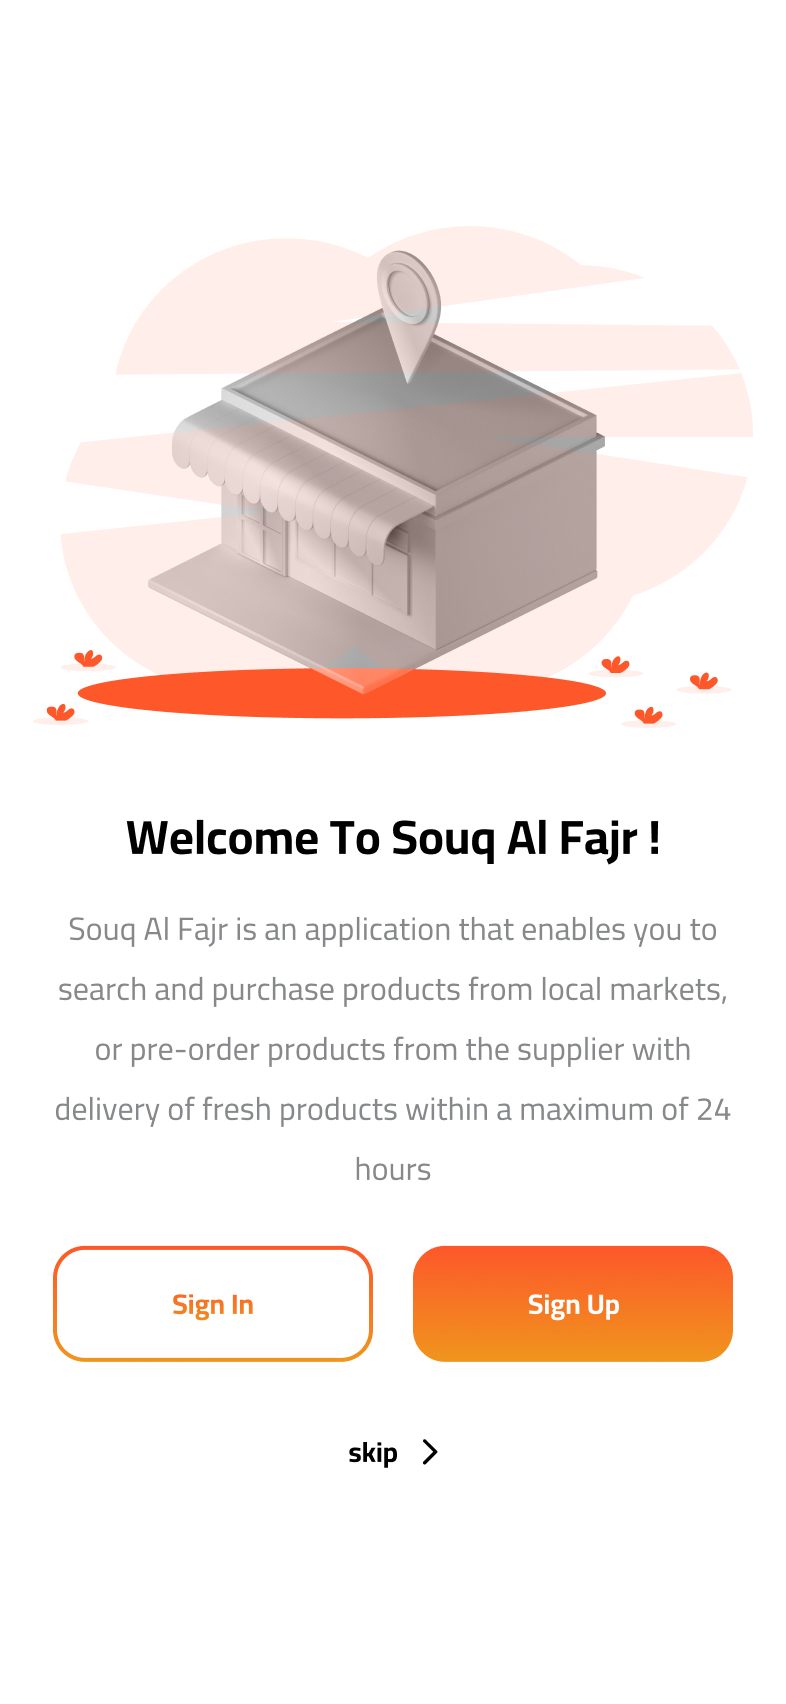 Welcome To Souq Al Fajr !
Souq Al Fajr is an application that enables you to
search and purchase products from local markets,
or pre-order products from the supplier with
delivery of fresh products within a maximum of 24
hours
Sign In
Sign Up
skip